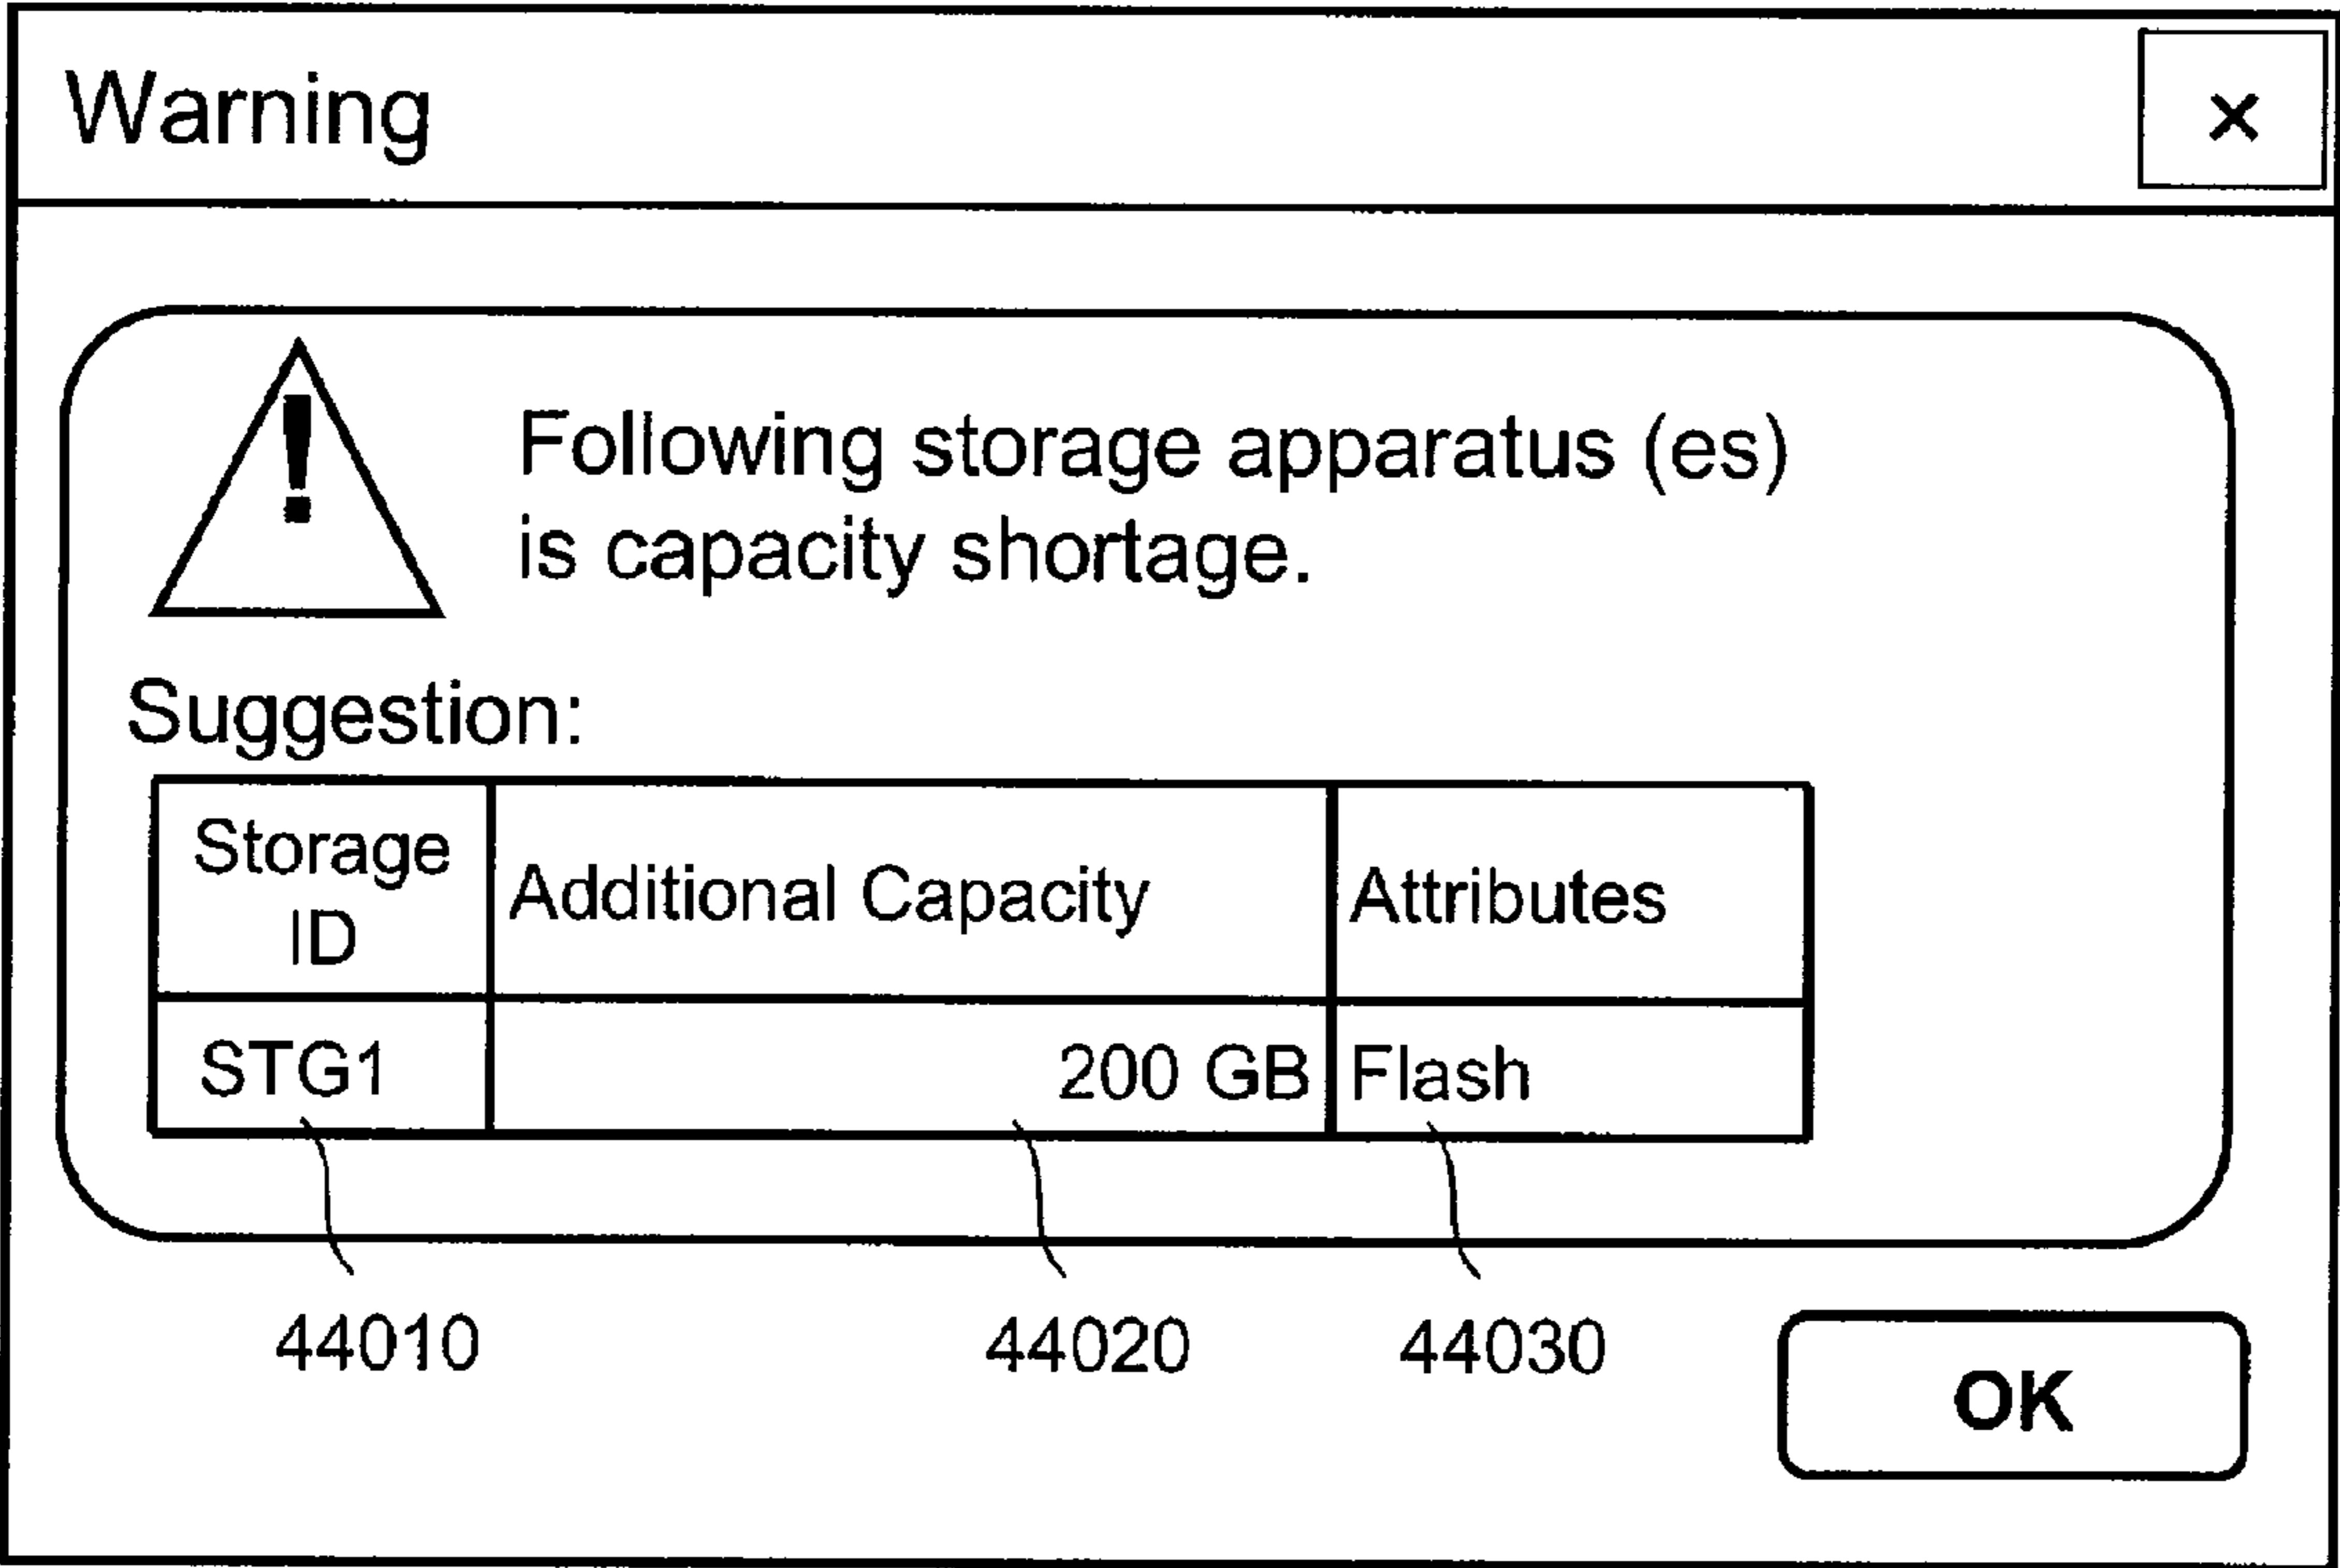 Warning
×
!
Following storage apparatus (es)
is capacity shortage.
Suggestion:
Storage
ID
Additional Capacity
Attributes
STG1
200 GB
Flash
44010
44020
44030
OK